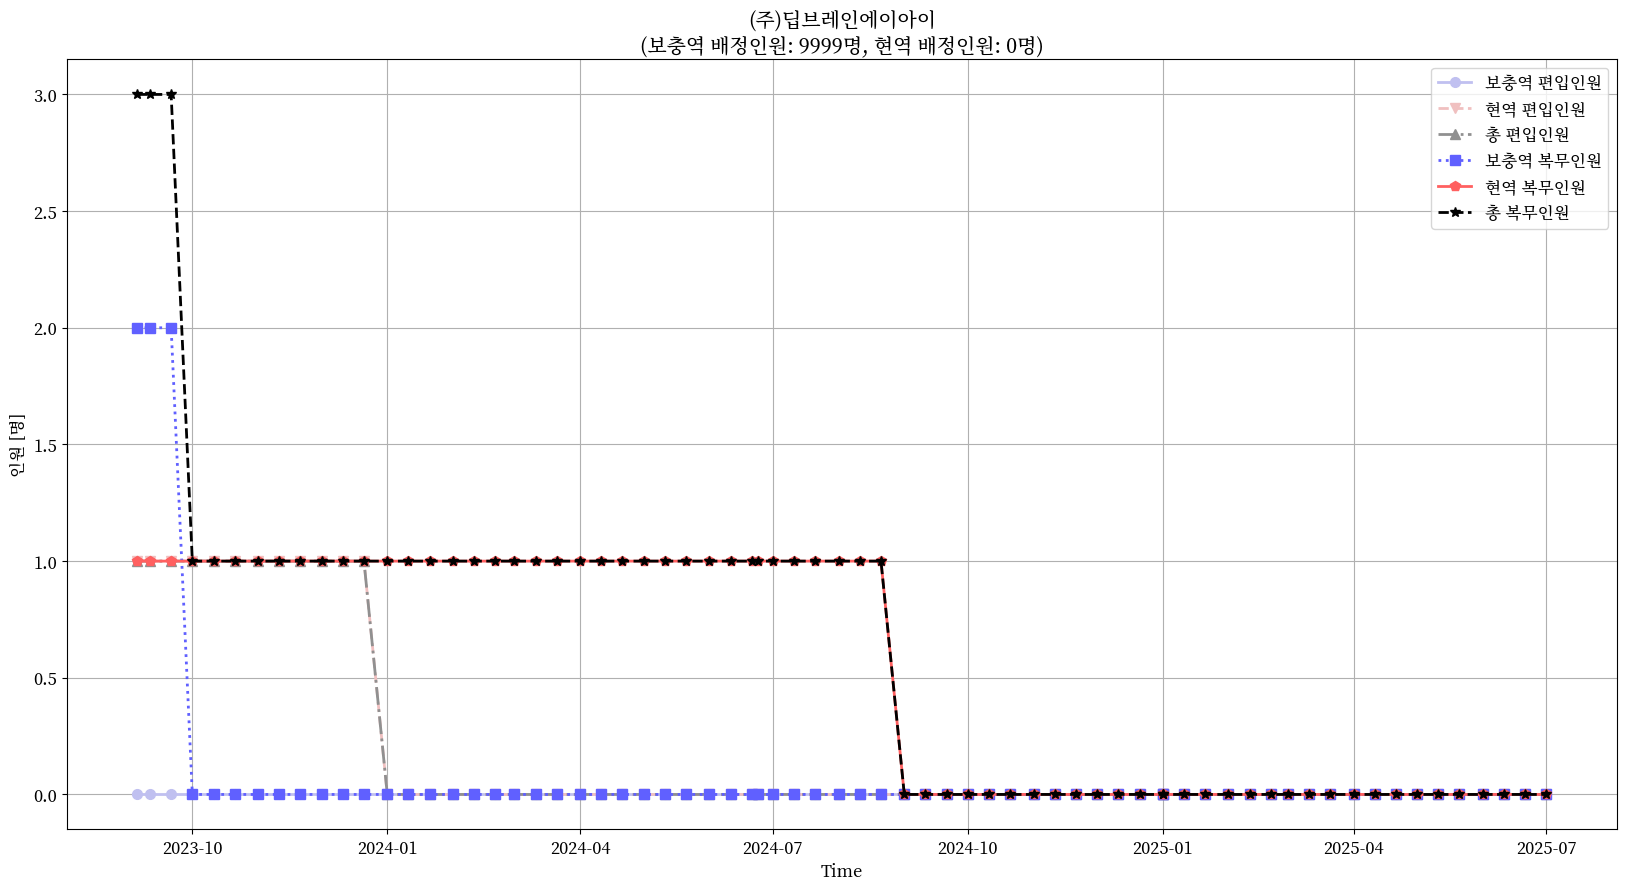 (주)딥브레인에이아이
(보충역 배정인원: 9999명, 현역 배정인원: 0명)
보충역 편입인원
현역 편입인원
총 편입인원
보충역 복무인원
현역 복무인원
총 복무인원
인원 [명]
3.0
2.5
2.0
1.5
1.0
0.5
0.0
2023-10
2024-01
2024-04
2024-07
2024-10
2025-01
2025-04
2025-07
Time